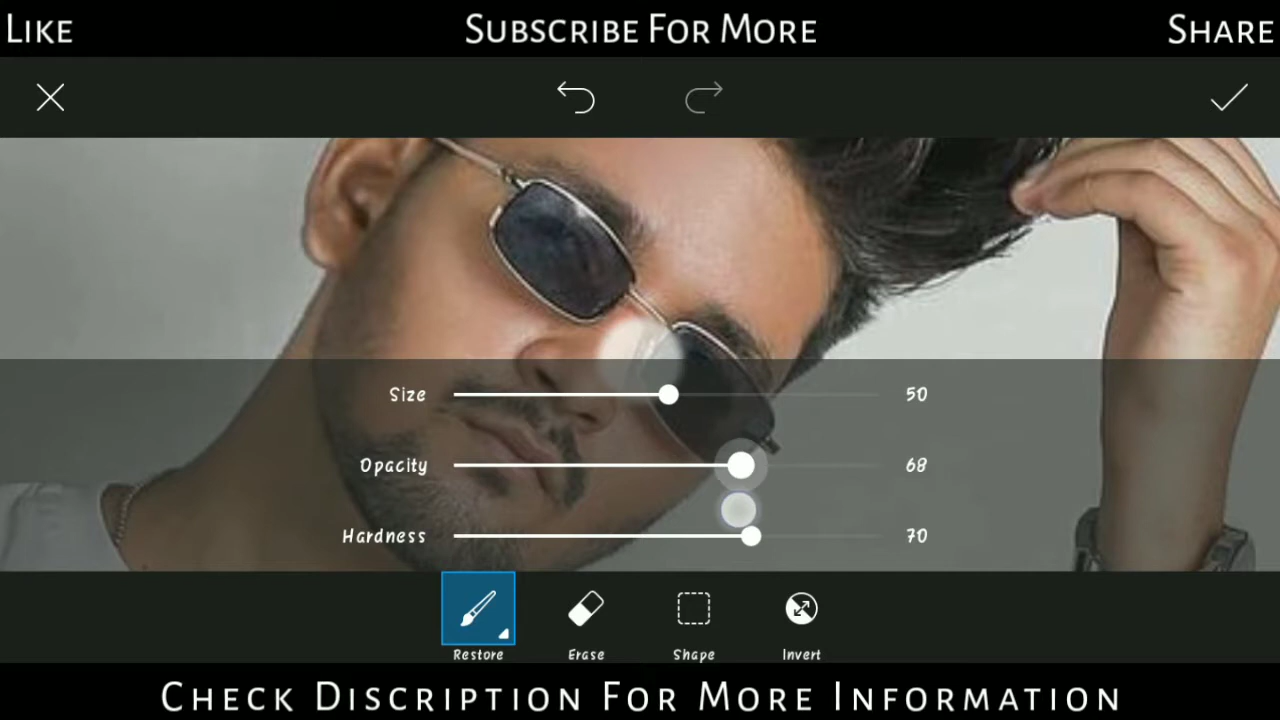 LIKE SUBSCRIBE FOR MORE SHARE
Size 50
Opacity 68
Hardness 70
Restore Erase Shape Invert
CHECK DISCRIPTION FOR MORE INFORMATION